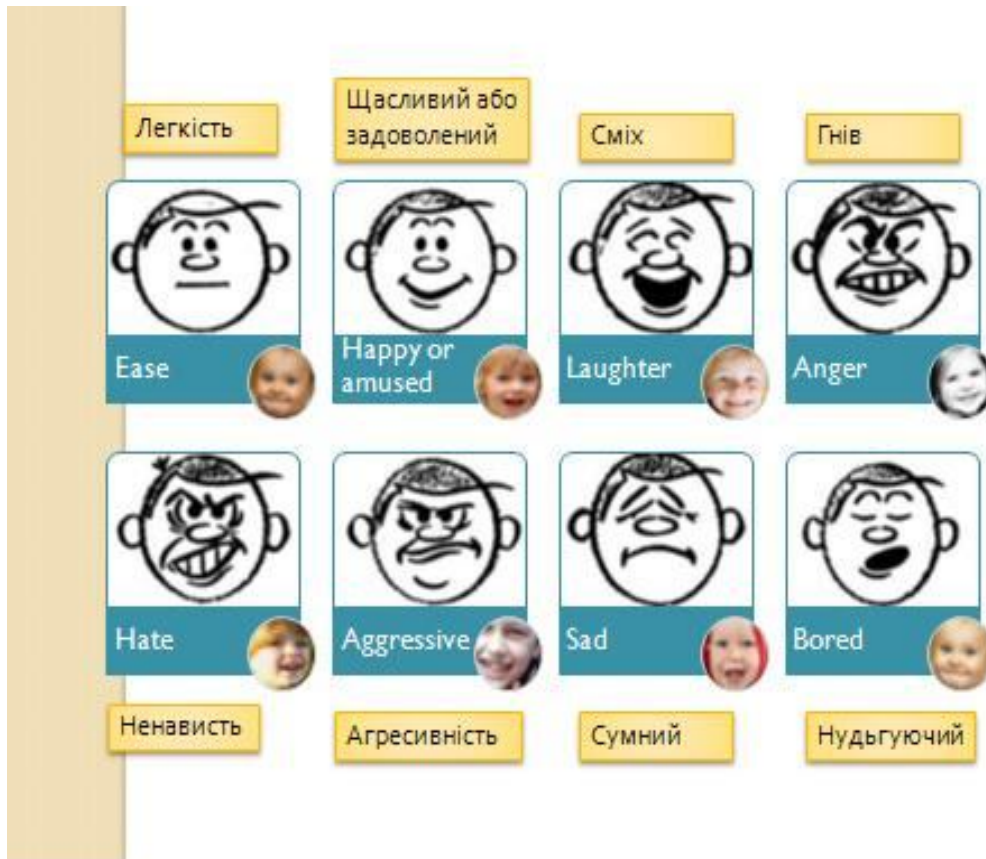 Легкість
Щасливий або
задоволений
Сміх
Гнів
Ease
Happy or
amused
Laughter
Anger
Hate
Aggressive
Sad
Bored
Ненависть
Агресивність
Сумний
Нудьгуючий